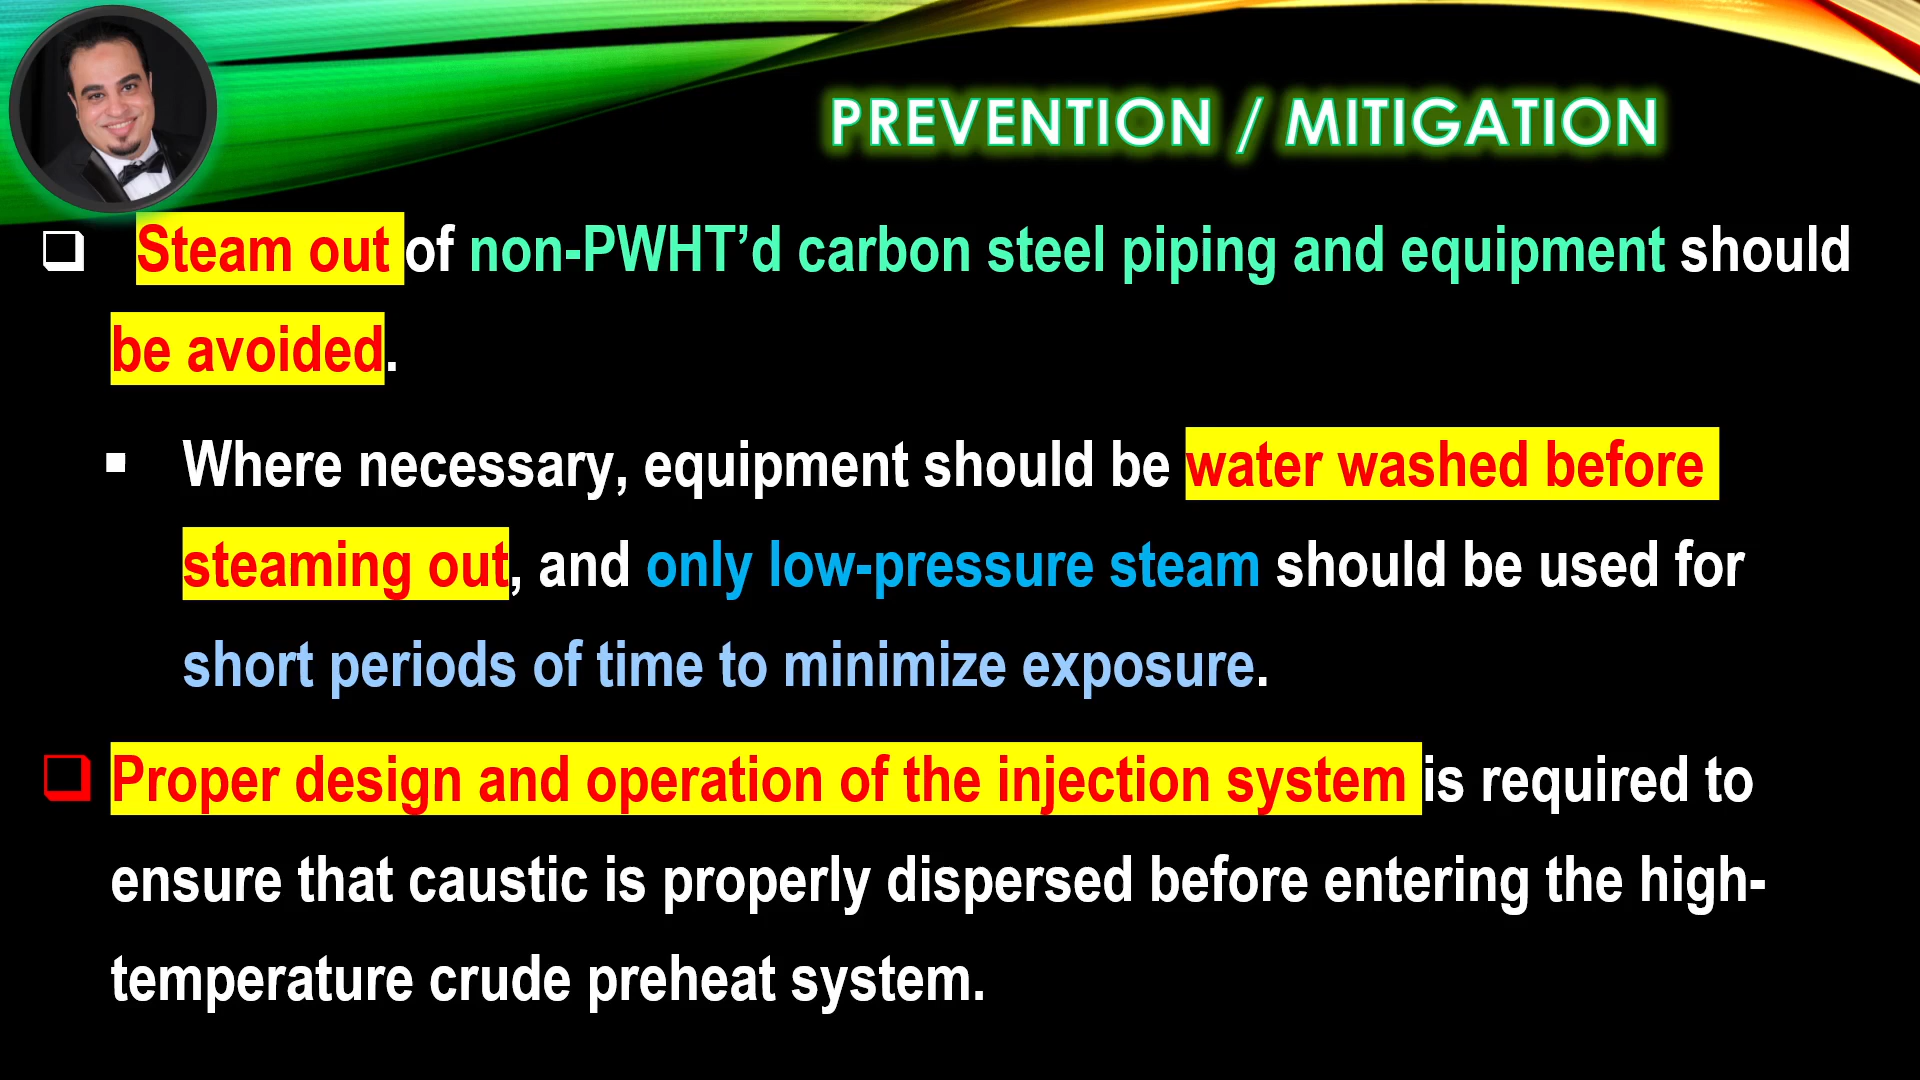 PREVENTION / MITIGATION
Steam out of non-PWHT’d carbon steel piping and equipment should
be avoided.
Where necessary, equipment should be water washed before
steaming out, and only low-pressure steam should be used for
short periods of time to minimize exposure.
Proper design and operation of the injection system is required to
ensure that caustic is properly dispersed before entering the high-
temperature crude preheat system.